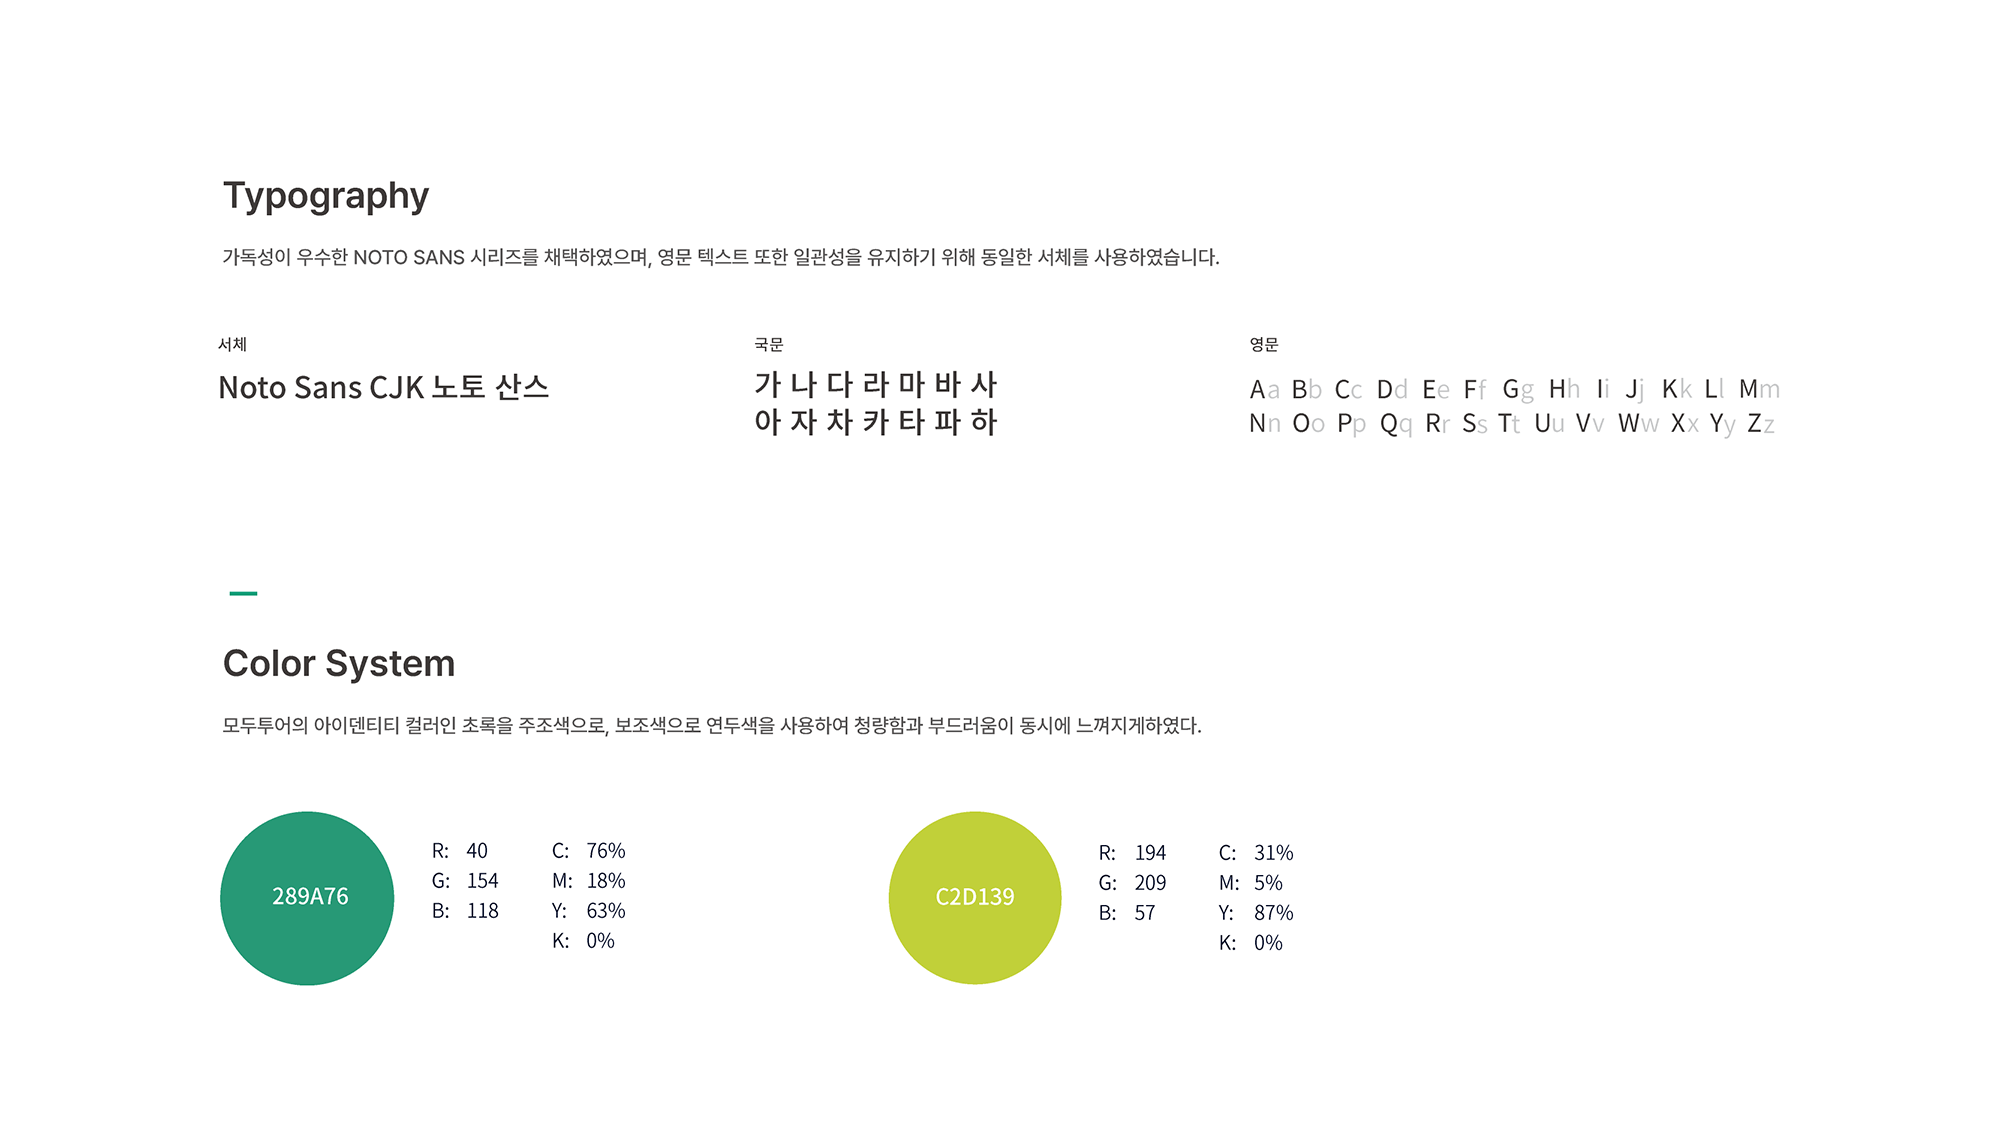 Typography
가독성이 우수한 NOTO SANS 시리즈를 채택하였으며, 영문 텍스트 또한 일관성을 유지하기 위해 동일한 서체를 사용하였습니다.
서체
Noto Sans CJK 노토 산스
국문
가 나 다 라 마 바 사
아 자 차 카 타 파 하
영문
Aa Bb Cc Dd Ee Ff Gg Hh Ii Jj Kk Ll Mm
Nn Oo Pp Qq Rr Ss Tt Uu Vv Ww Xx Yy Zz
Color System
모두투어의 아이덴티티 컬러인 초록을 주조색으로, 보조색으로 연두색을 사용하여 청량함과 부드러움이 동시에 느껴지게하였다.
289A76
R: 40
G: 154
B: 118
C: 76%
M: 18%
Y: 63%
K: 0%
C2D139
R: 194
G: 209
B: 57
C: 31%
M: 5%
Y: 87%
K: 0%